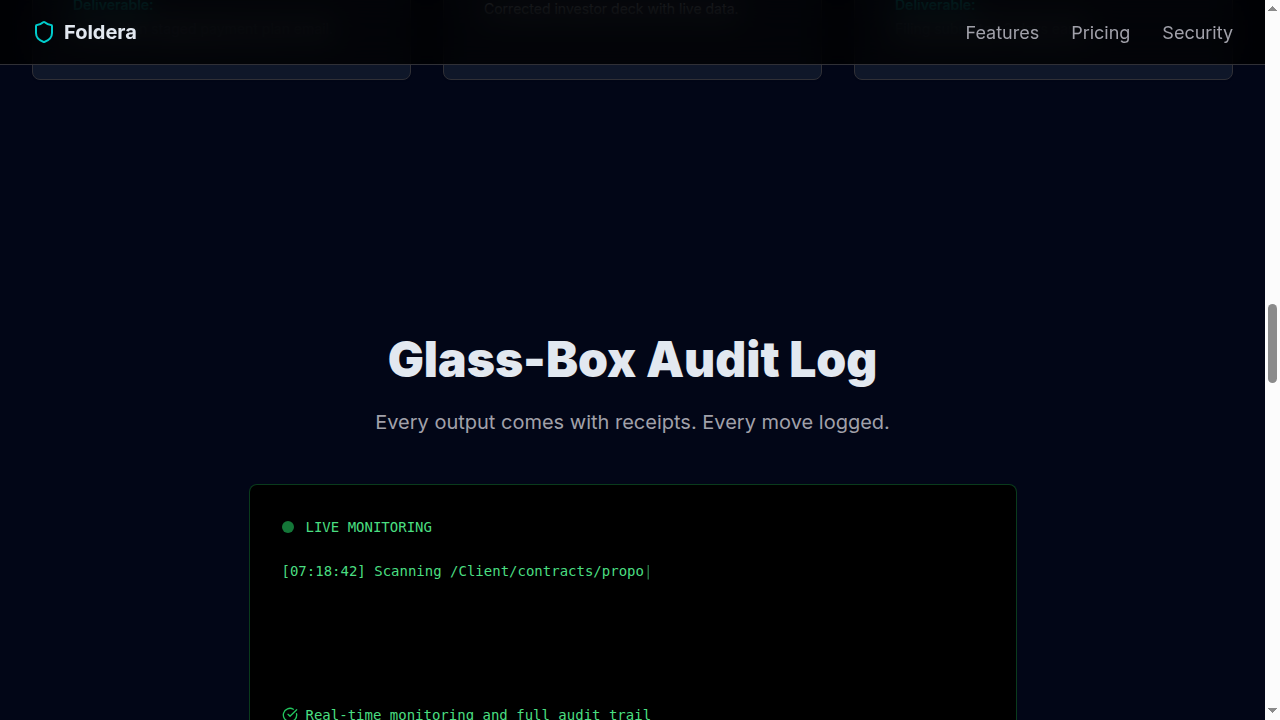 Deliverable:
Corrected investor deck with live data
Deliverable:
Foldera
Features
Pricing
Security
Glass-Box Audit Log
Every output comes with receipts. Every move logged.
LIVE MONITORING
[07:18:42] Scanning /Client/contracts/propo|
Real-time monitoring and full audit trail